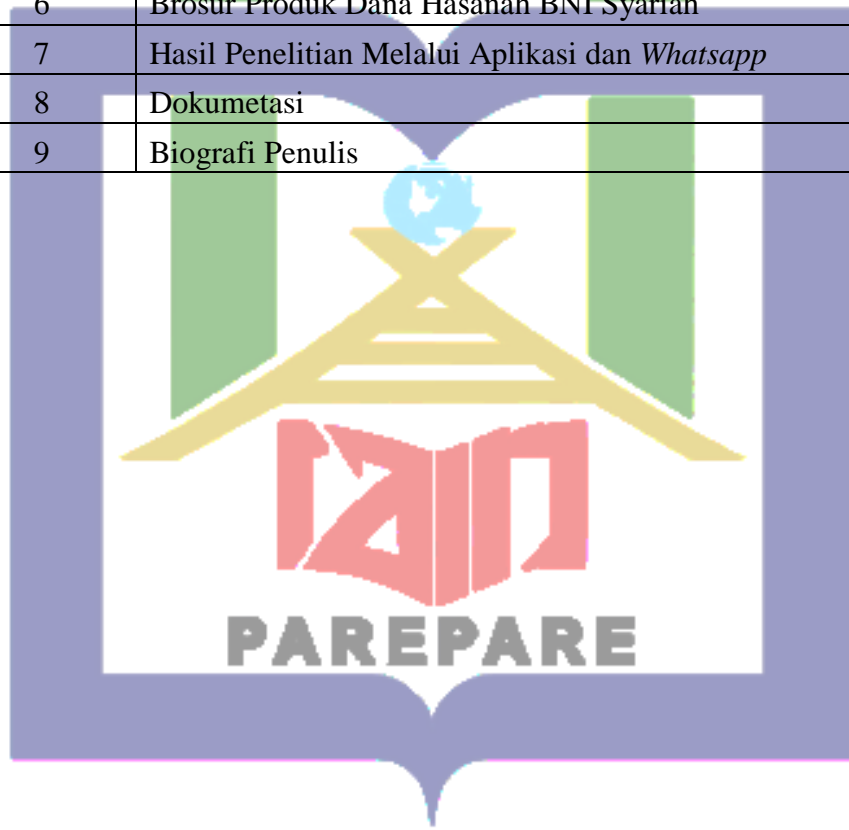 6 Brosur Produk Dana Hasanah BNI Syariah
7 Hasil Penelitian Melalui Aplikasi dan Whatsapp
8 Dokumetasi
9 Biografi Penulis
iain
PAREPARE